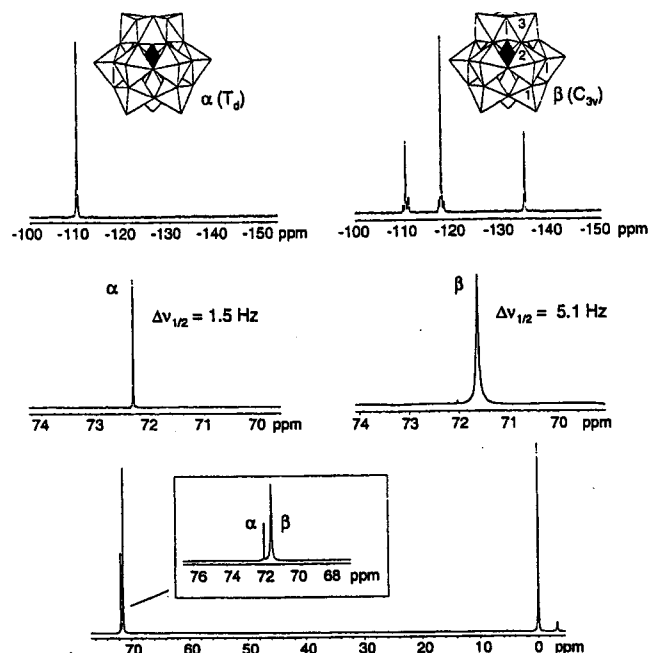 3
2
1
α (Td)
β (C3v)
-100 -110 -120 -130 -140 -150 ppm
-100 -110 -120 -130 -140 -150 ppm
α
Δν1/2 = 1.5 Hz
β
Δν1/2 = 5.1 Hz
74 73 72 71 70 ppm
74 73 72 71 70 ppm
α β
76 74 72 70 68 ppm
70 60 50 40 30 20 10 0 ppm